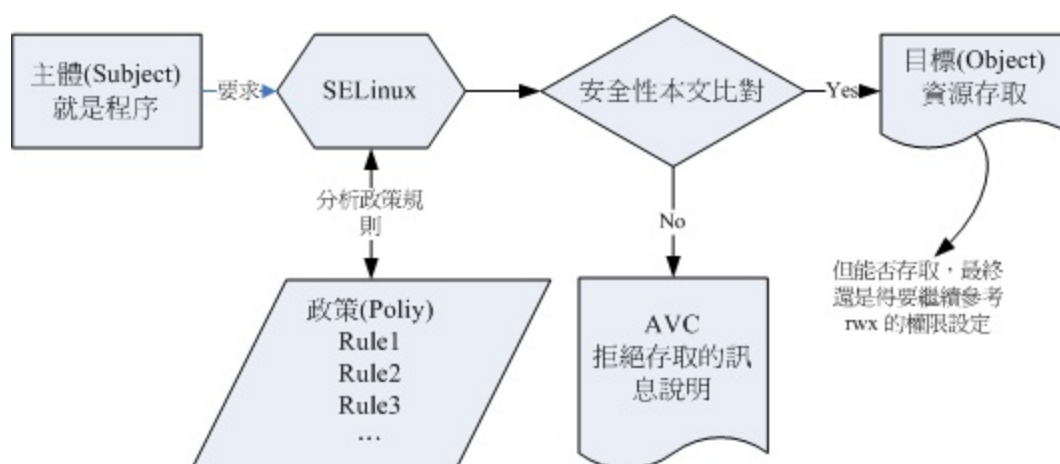 主體(Subject)
就是程序
要求
SELinux
安全性本文比對
Yes
目標(Object)
資源存取
分析政策規
則
No
但能否存取，最終
還是得要繼續參考
rwx 的權限設定
政策(Poliy)
Rule1
Rule2
Rule3
…
AVC
拒絕存取的訊
息說明